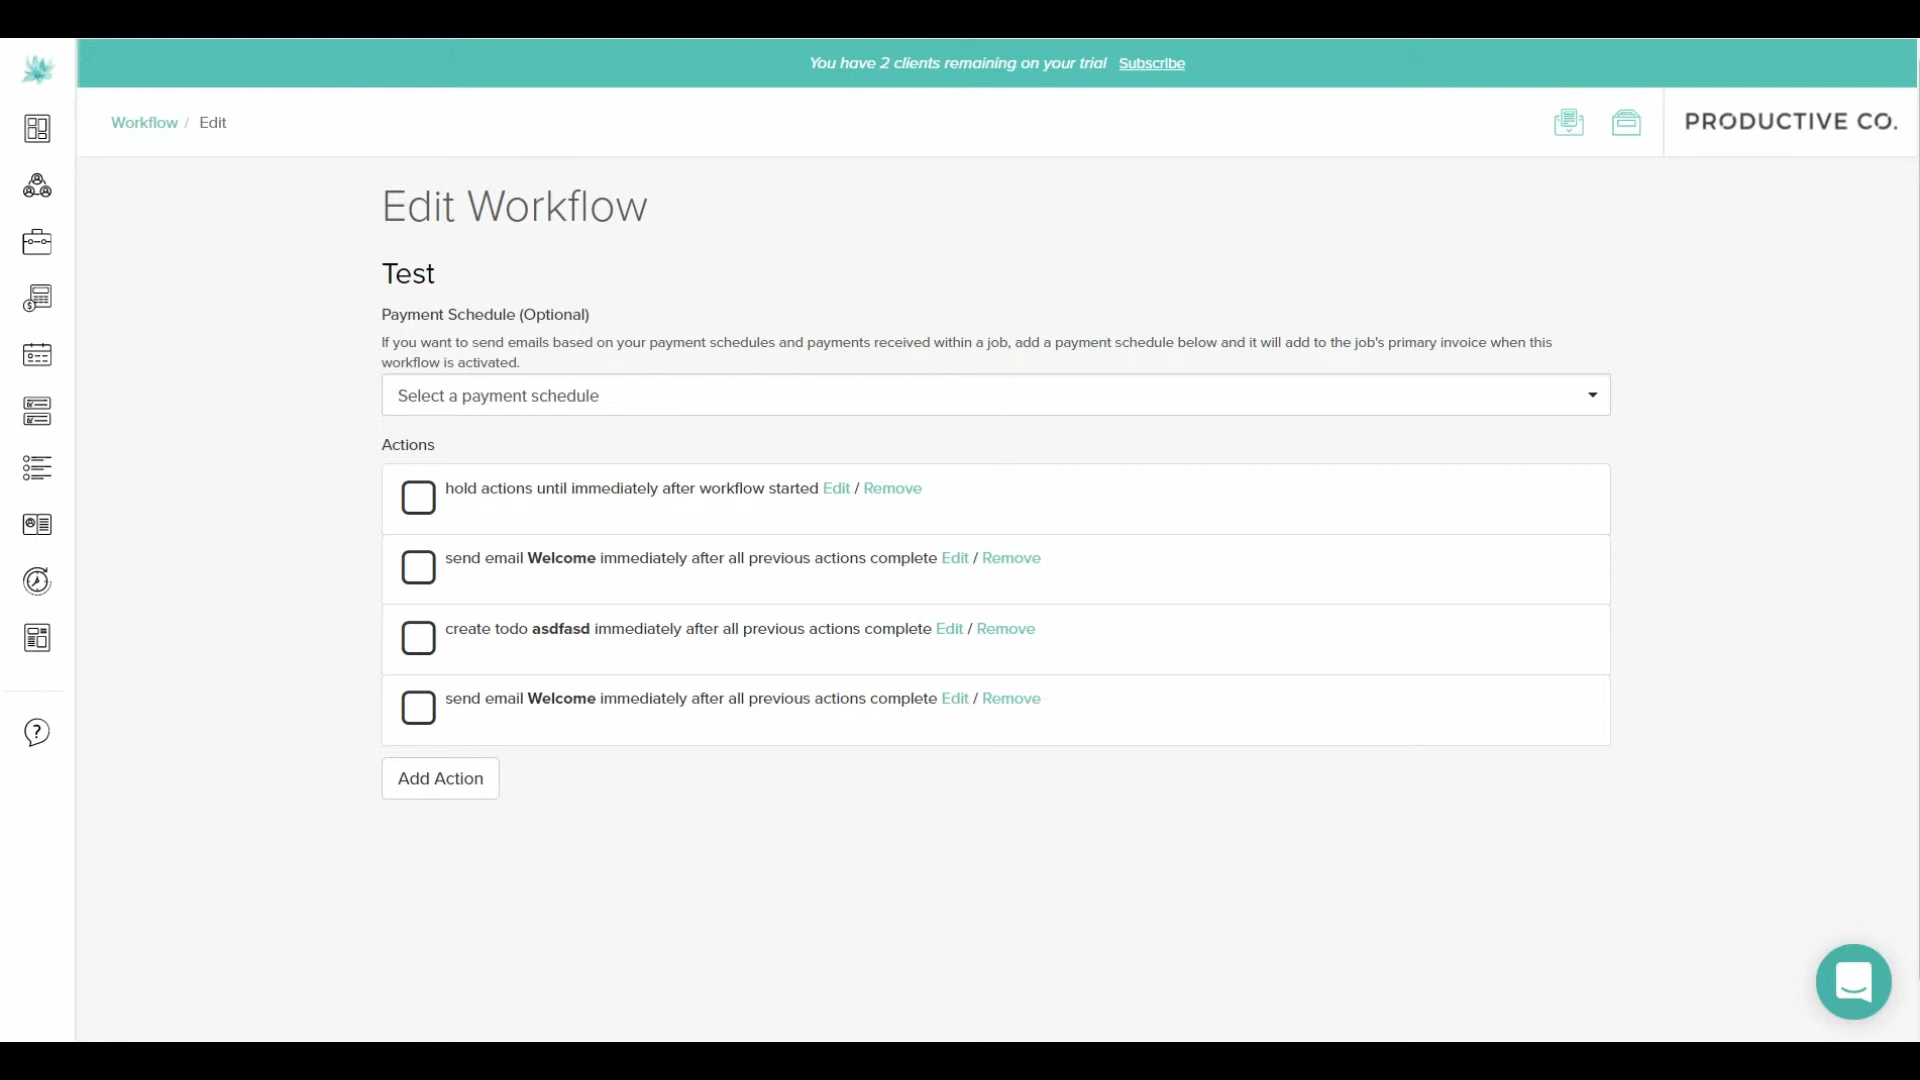 You have 2 clients remaining on your trial Subscribe
Workflow / Edit
PRODUCTIVE CO.
Edit Workflow
Test
Payment Schedule (Optional)
If you want to send emails based on your payment schedules and payments received within a job, add a payment schedule below and it will add to the job's primary invoice when this
workflow is activated.
Select a payment schedule
Actions
hold actions until immediately after workflow started Edit / Remove
send email Welcome immediately after all previous actions complete Edit / Remove
create todo asdfasd immediately after all previous actions complete Edit / Remove
send email Welcome immediately after all previous actions complete Edit / Remove
Add Action